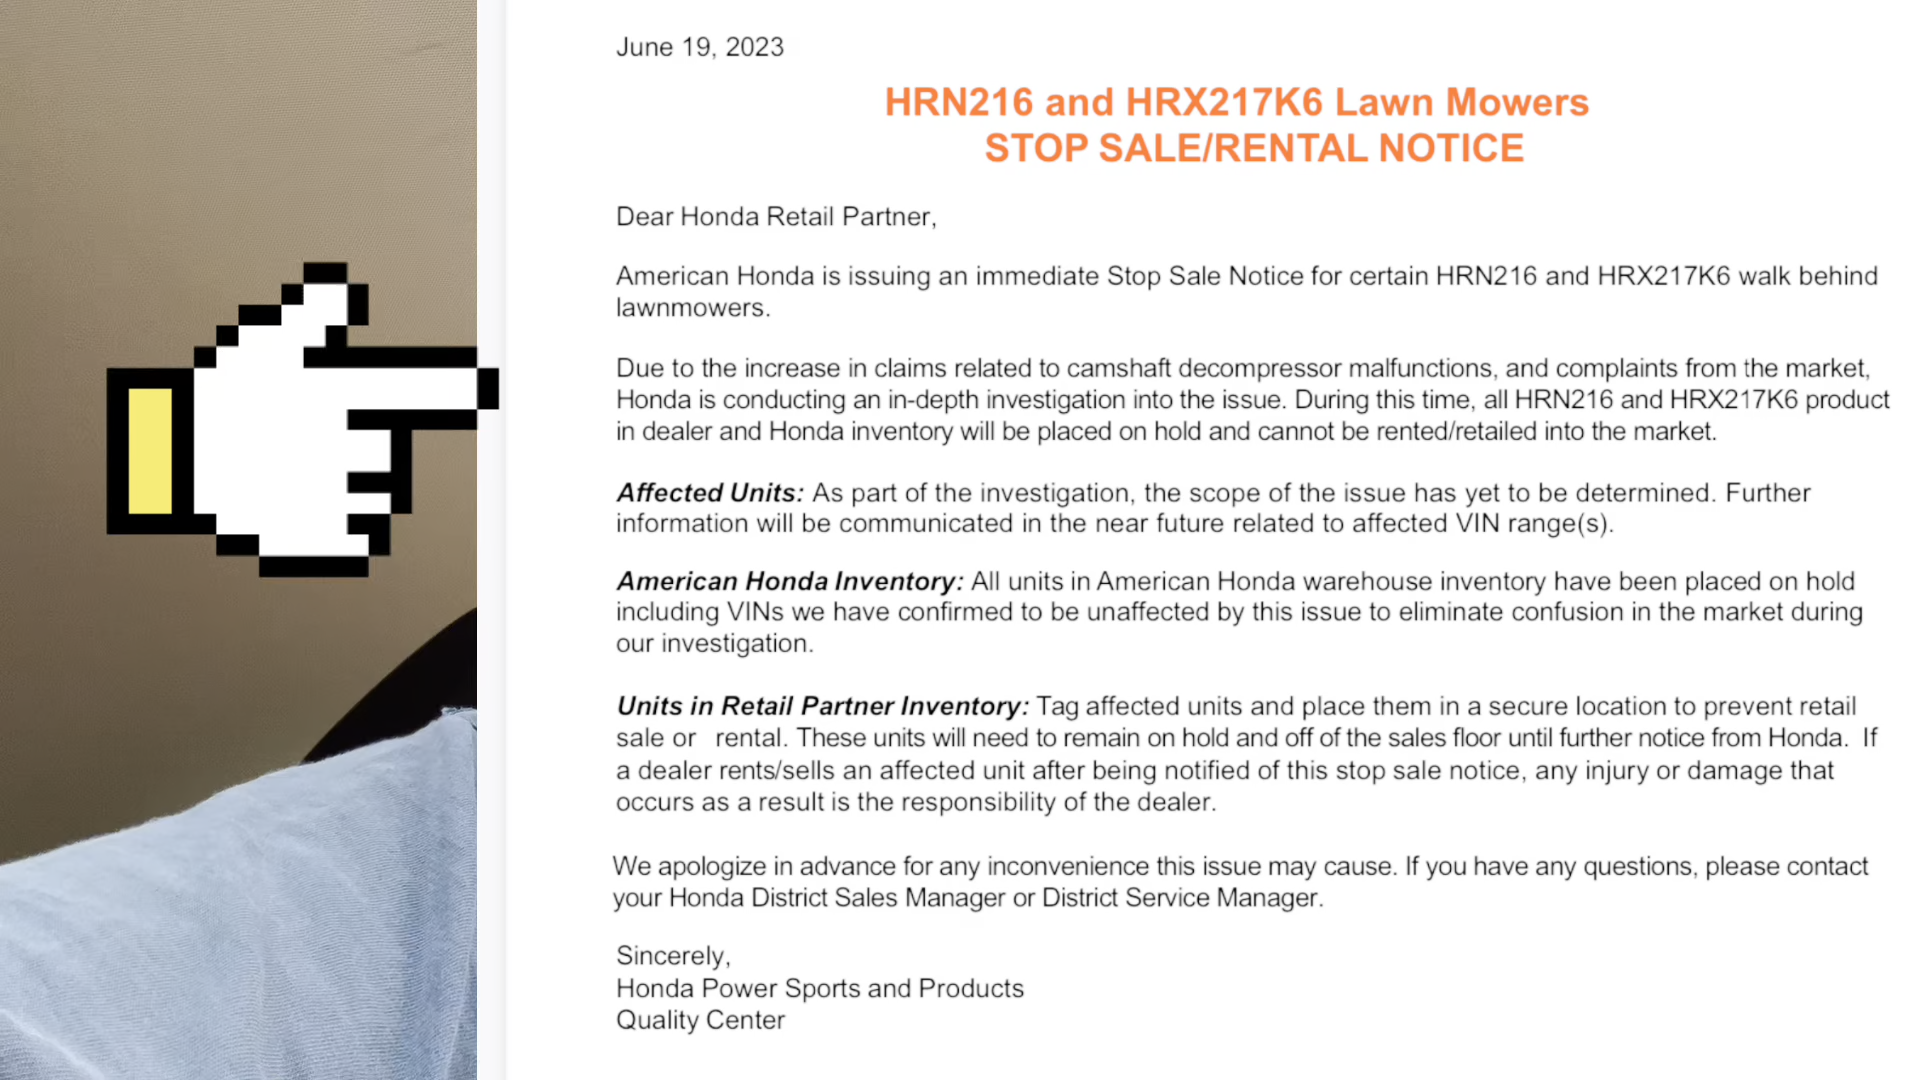 June 19, 2023
HRN216 and HRX217K6 Lawn Mowers
STOP SALE/RENTAL NOTICE
Dear Honda Retail Partner,
American Honda is issuing an immediate Stop Sale Notice for certain HRN216 and HRX217K6 walk behind
lawnmowers.
Due to the increase in claims related to camshaft decompressor malfunctions, and complaints from the market,
Honda is conducting an in-depth investigation into the issue. During this time, all HRN216 and HRX217K6 product
in dealer and Honda inventory will be placed on hold and cannot be rented/retailed into the market.
Affected Units: As part of the investigation, the scope of the issue has yet to be determined. Further
information will be communicated in the near future related to affected VIN range(s).
American Honda Inventory: All units in American Honda warehouse inventory have been placed on hold
including VINs we have confirmed to be unaffected by this issue to eliminate confusion in the market during
our investigation.
Units in Retail Partner Inventory: Tag affected units and place them in a secure location to prevent retail
sale or rental. These units will need to remain on hold and off of the sales floor until further notice from Honda. If
a dealer rents/sells an affected unit after being notified of this stop sale notice, any injury or damage that
occurs as a result is the responsibility of the dealer.
We apologize in advance for any inconvenience this issue may cause. If you have any questions, please contact
your Honda District Sales Manager or District Service Manager.
Sincerely,
Honda Power Sports and Products
Quality Center